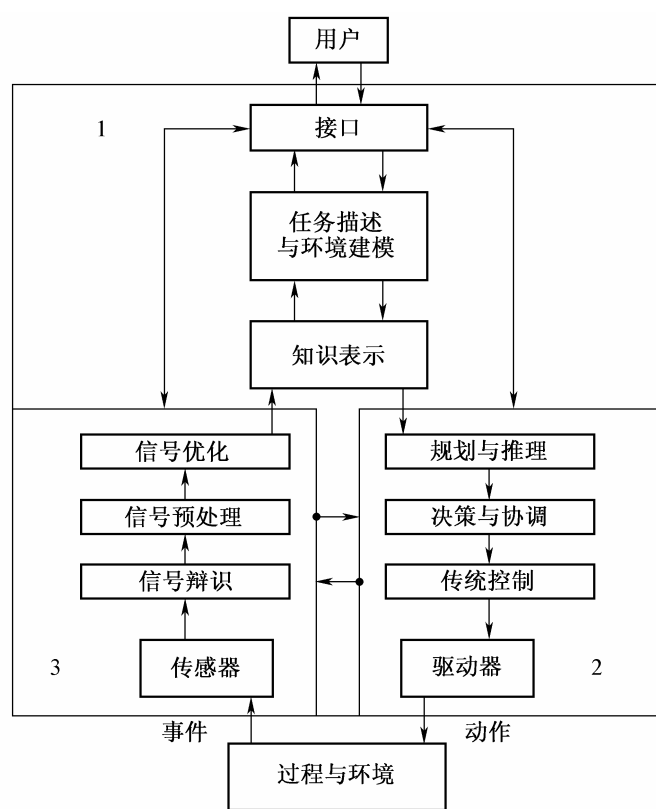 用户
1
接口
任务描述
与环境建模
知识表示
信号优化
规划与推理
信号预处理
决策与协调
信号辩识
传统控制
3
传感器
驱动器
2
事件
动作
过程与环境